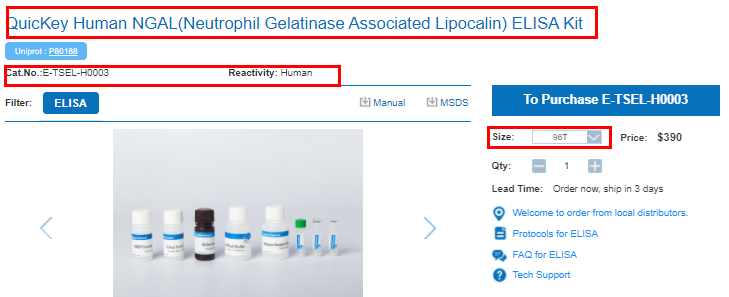 QuicKey Human NGAL(Neutrophil Gelatinase Associated Lipocalin) ELISA Kit
Uniprot : P80188
Cat.No.:E-TSEL-H0003 Reactivity: Human
Filter: ELISA Manual MSDS
To Purchase E-TSEL-H0003
Size: 96T Price: $390
Qty: 1
Lead Time: Order now, ship in 3 days
Welcome to order from local distributors.
Protocols for ELISA
FAQ for ELISA
Tech Support